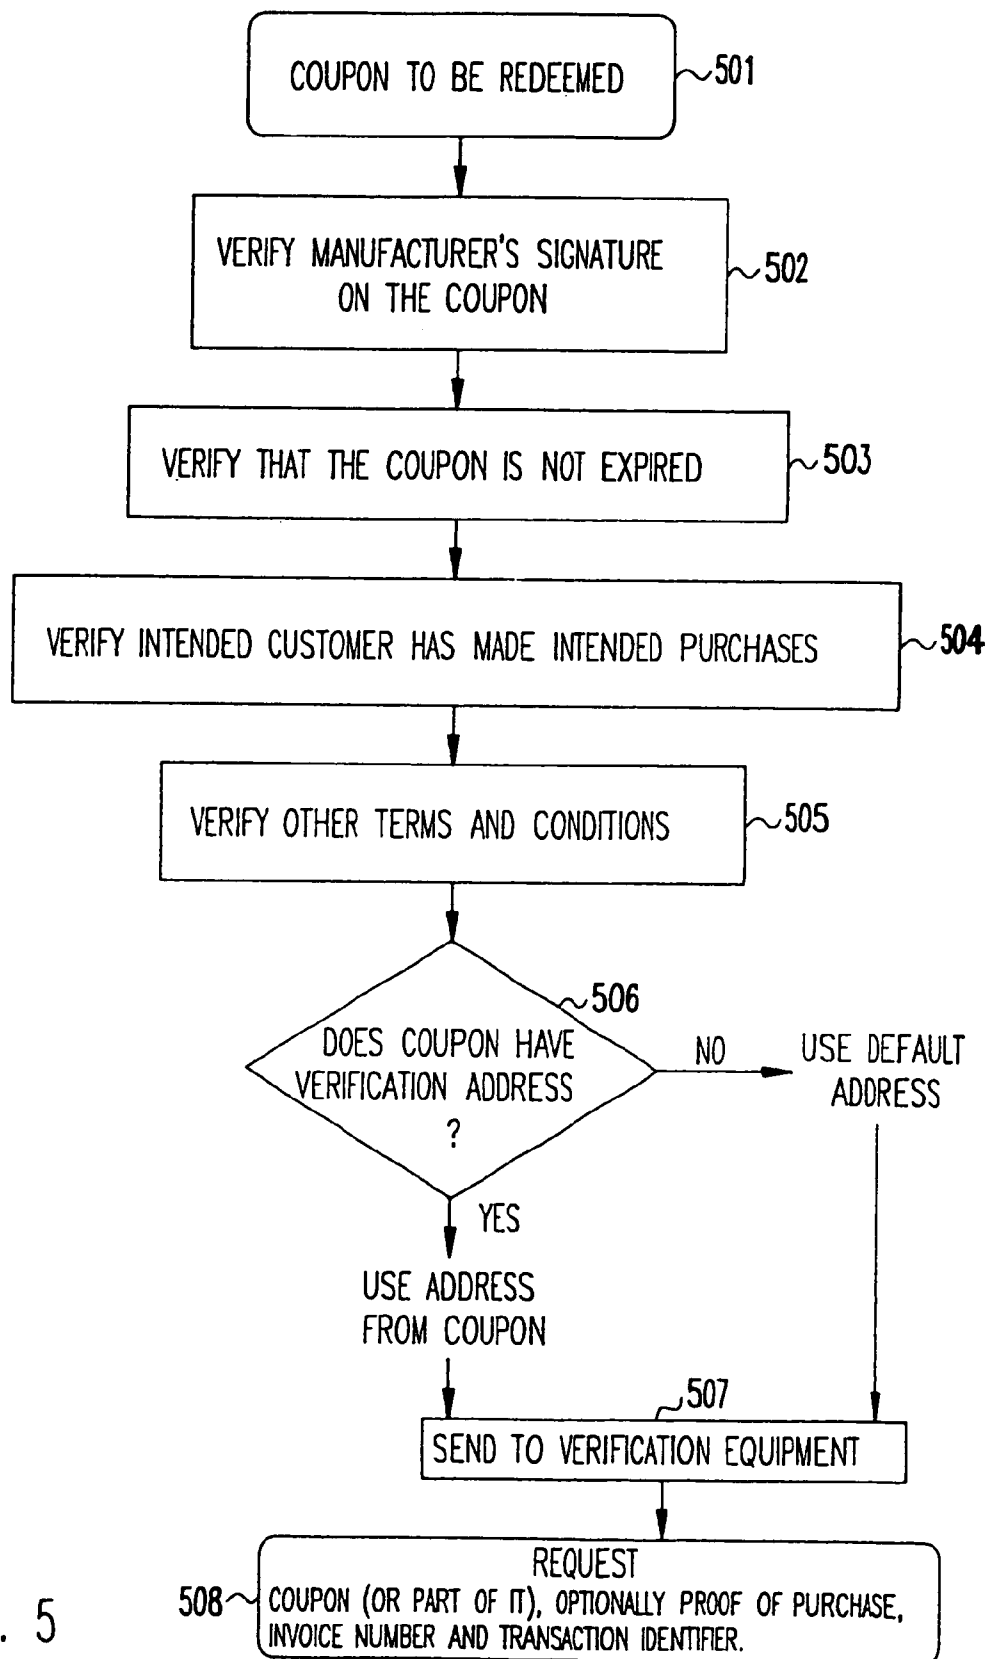 COUPON TO BE REDEEMED
501
VERIFY MANUFACTURER'S SIGNATURE
ON THE COUPON
502
VERIFY THAT THE COUPON IS NOT EXPIRED
503
VERIFY INTENDED CUSTOMER HAS MADE INTENDED PURCHASES
504
VERIFY OTHER TERMS AND CONDITIONS
505
506
DOES COUPON HAVE
VERIFICATION ADDRESS
?
NO
USE DEFAULT
ADDRESS
YES
USE ADDRESS
FROM COUPON
507
SEND TO VERIFICATION EQUIPMENT
REQUEST
508
COUPON (OR PART OF IT), OPTIONALLY PROOF OF PURCHASE,
INVOICE NUMBER AND TRANSACTION IDENTIFIER.
. 5